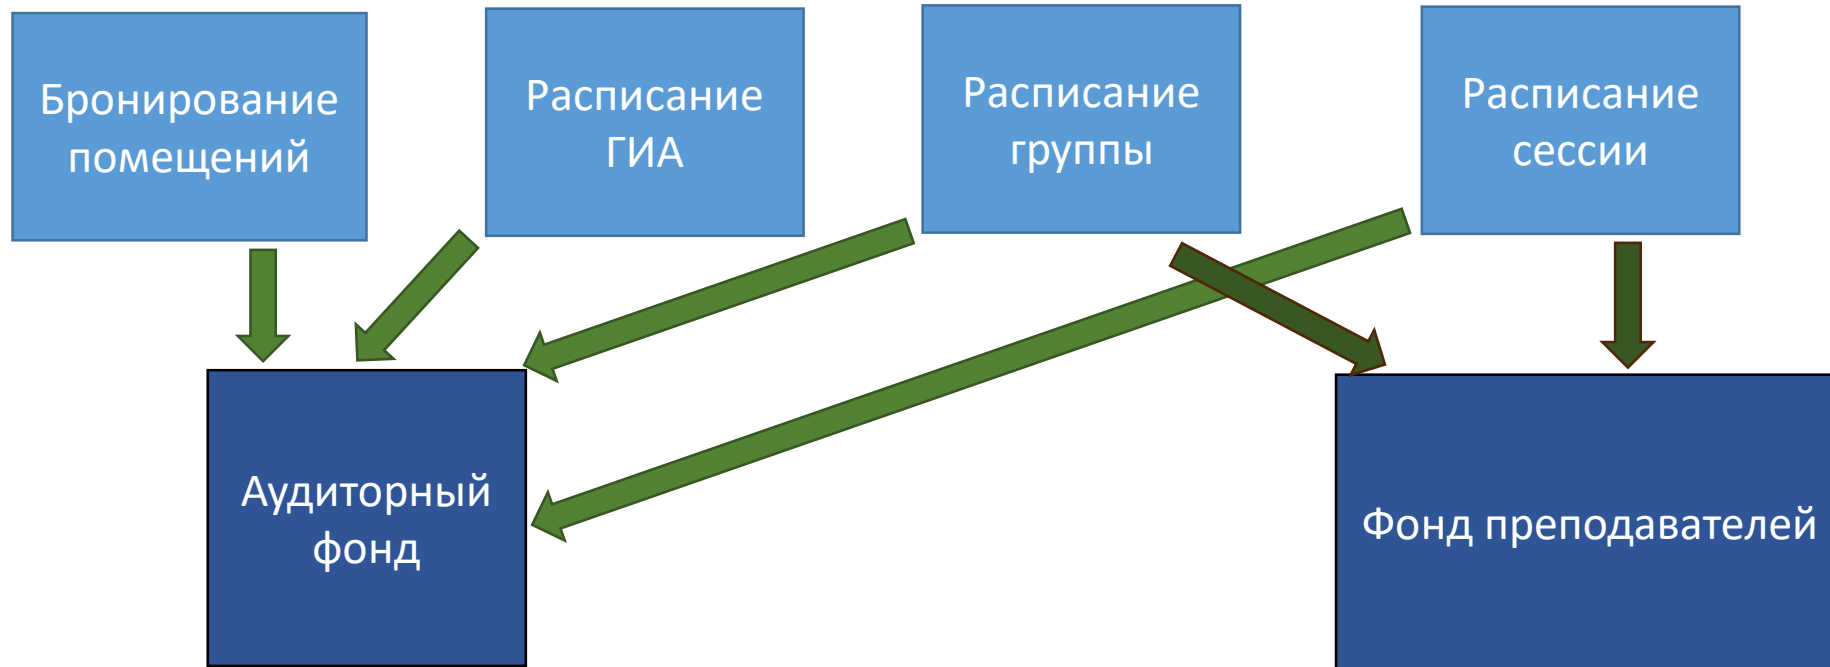 Бронирование
помещений
Расписание
ГИА
Расписание
группы
Расписание
сессии
Аудиторный
фонд
Фонд преподавателей